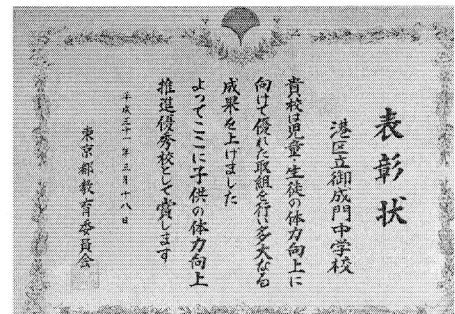 表彰状
港区立御成門中学校
貴校は児童・生徒の体力向上に
向けて優れた取組を行い多大なる
成果を上げました
よってここに子供の体力向上
推進優秀校として賞します
平成三十一年三月十八日
東京都教育委員会